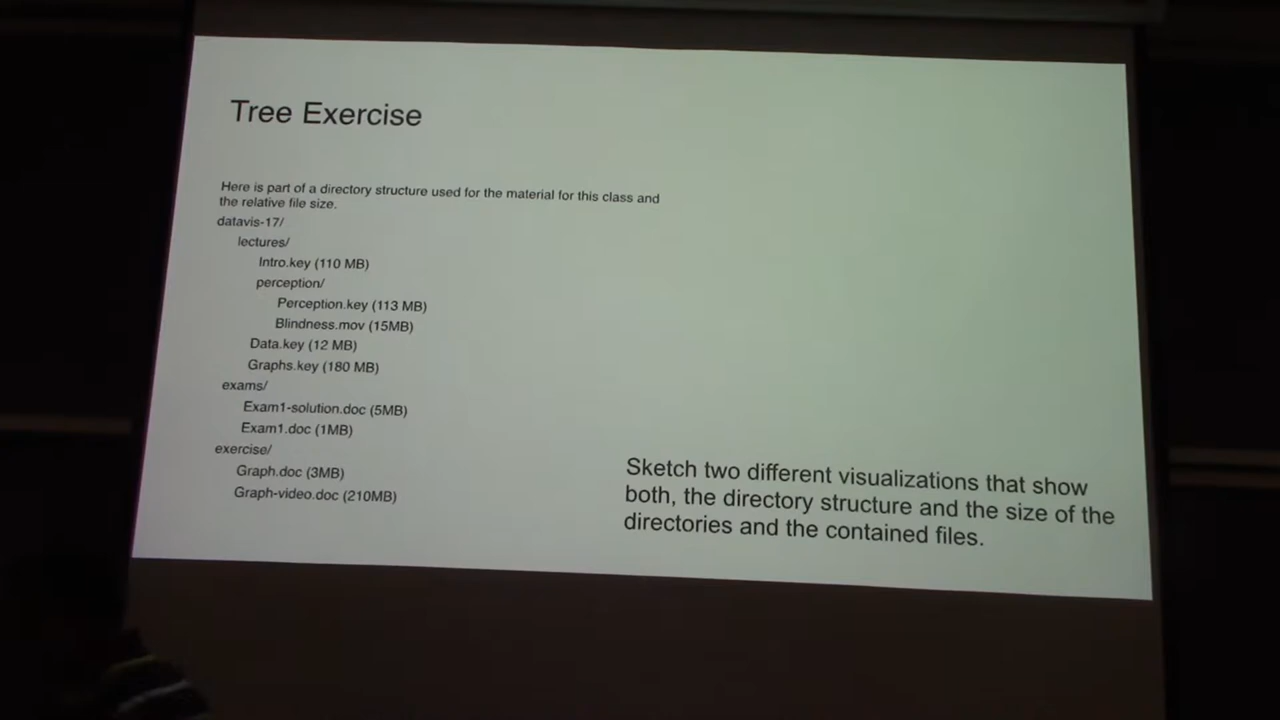 Tree Exercise
Here is part of a directory structure used for the material for this class and
the relative file size.
datavis-17/
lectures/
Intro.key (110 MB)
perception/
Perception.key (113 MB)
Blindness.mov (15MB)
Data.key (12 MB)
Graphs.key (180 MB)
exams/
Exam1-solution.doc (5MB)
Exam1.doc (1MB)
exercise/
Graph.doc (3MB)
Graph-video.doc (210MB)
Sketch two different visualizations that show
both, the directory structure and the size of the
directories and the contained files.